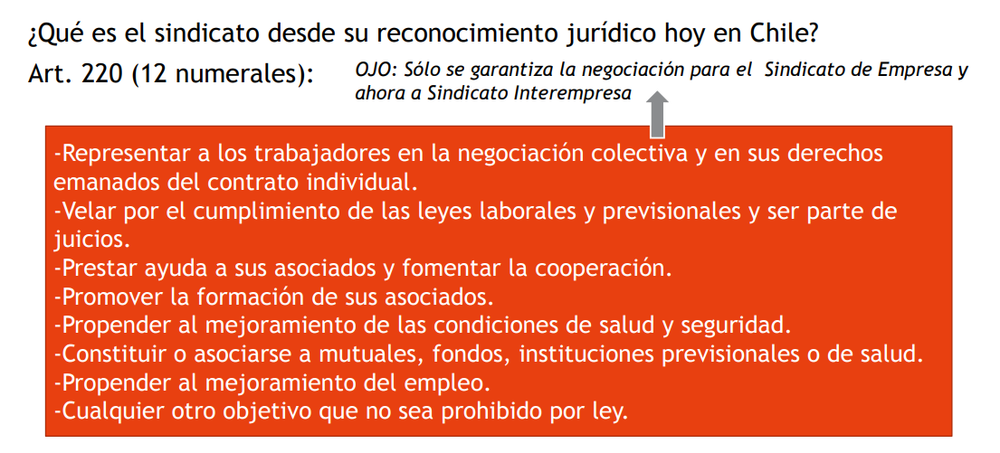 ¿Qué es el sindicato desde su reconocimiento jurídico hoy en Chile?
Art. 220 (12 numerales):
OJO: Sólo se garantiza la negociación para el Sindicato de Empresa y
ahora a Sindicato Interempresa
-Representar a los trabajadores en la negociación colectiva y en sus derechos
emanados del contrato individual.
-Velar por el cumplimiento de las leyes laborales y previsionales y ser parte de
juicios.
-Prestar ayuda a sus asociados y fomentar la cooperación.
-Promover la formación de sus asociados.
-Propender al mejoramiento de las condiciones de salud y seguridad.
-Constituir o asociarse a mutuales, fondos, instituciones previsionales o de salud.
-Propender al mejoramiento del empleo.
-Cualquier otro objetivo que no sea prohibido por ley.